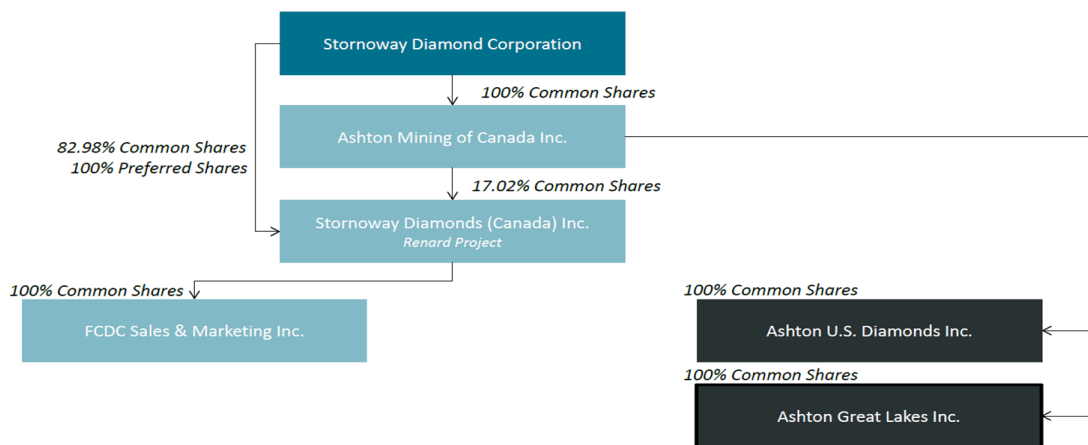 Stornoway Diamond Corporation
100% Common Shares
Ashton Mining of Canada Inc.
82.98% Common Shares
100% Preferred Shares
17.02% Common Shares
Stornoway Diamonds (Canada) Inc.
Renard Project
100% Common Shares
FCDC Sales & Marketing Inc.
100% Common Shares
Ashton U.S. Diamonds Inc.
100% Common Shares
Ashton Great Lakes Inc.